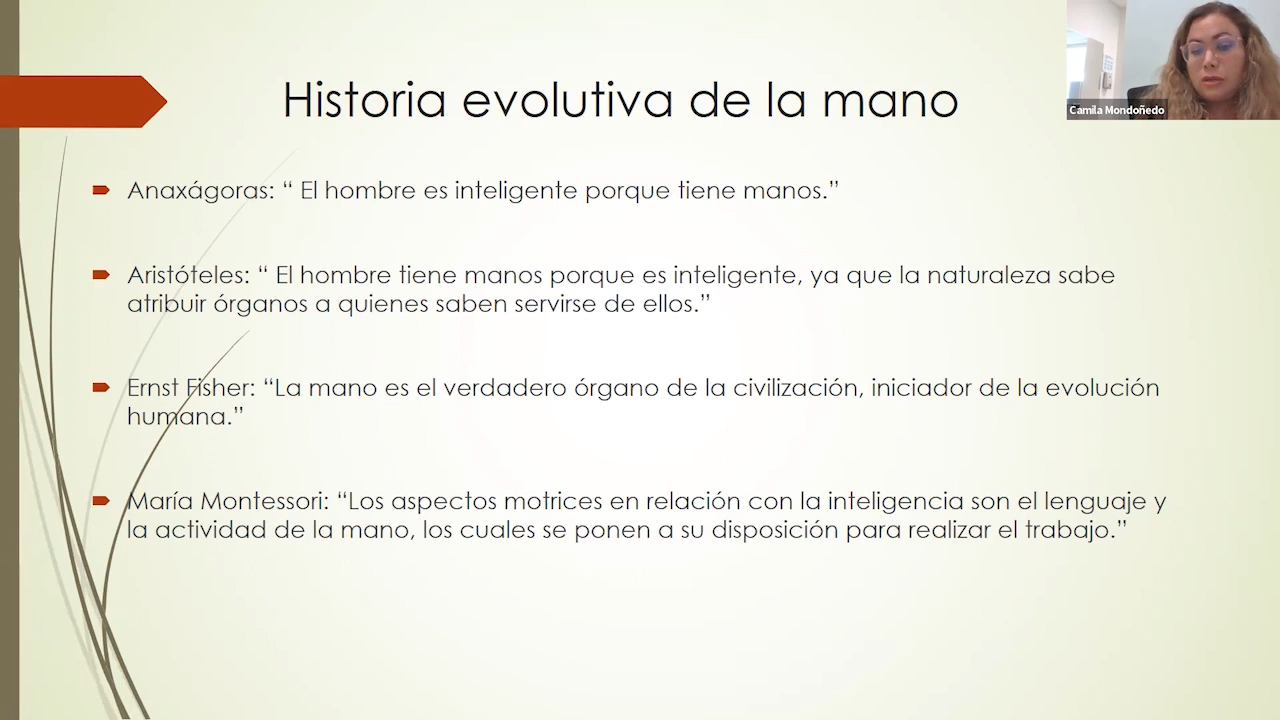 Historia evolutiva de la mano
Camila Mondoñedo
Anaxágoras: “ El hombre es inteligente porque tiene manos.”
Aristóteles: “ El hombre tiene manos porque es inteligente, ya que la naturaleza sabe
atribuir órganos a quienes saben servirse de ellos.”
Ernst Fisher: “La mano es el verdadero órgano de la civilización, iniciador de la evolución
humana.”
María Montessori: “Los aspectos motrices en relación con la inteligencia son el lenguaje y
la actividad de la mano, los cuales se ponen a su disposición para realizar el trabajo.”